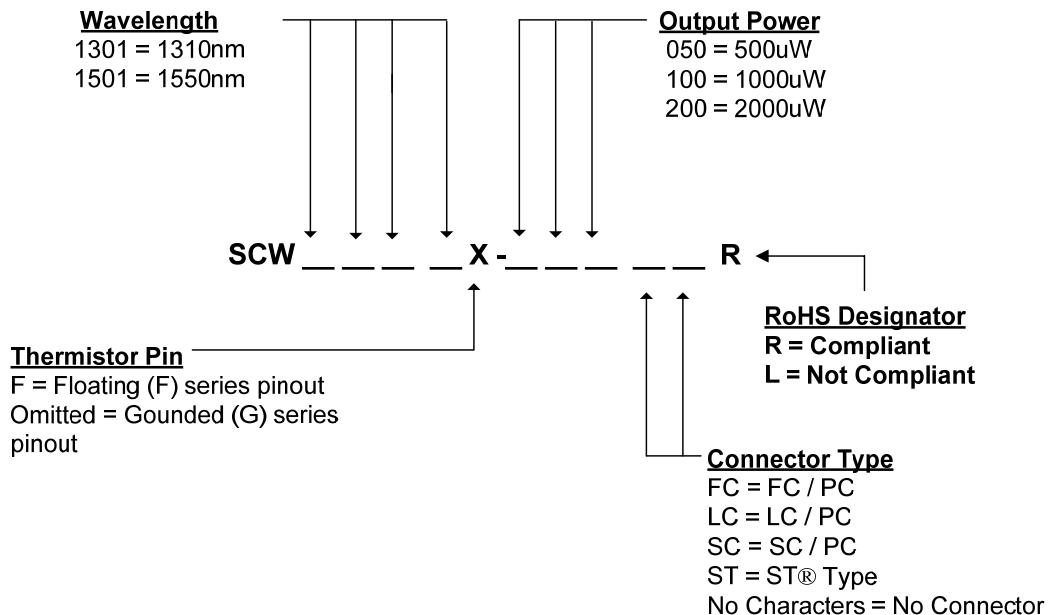 Wavelength
1301 = 1310nm
1501 = 1550nm
Output Power
050 = 500uW
100 = 1000uW
200 = 2000uW
SCW __ __ __ __ X - __ __ __ __ __ R
RoHS Designator
R = Compliant
L = Not Compliant
Thermistor Pin
F = Floating (F) series pinout
Omitted = Gounded (G) series
pinout
Connector Type
FC = FC / PC
LC = LC / PC
SC = SC / PC
ST = ST® Type
No Characters = No Connector